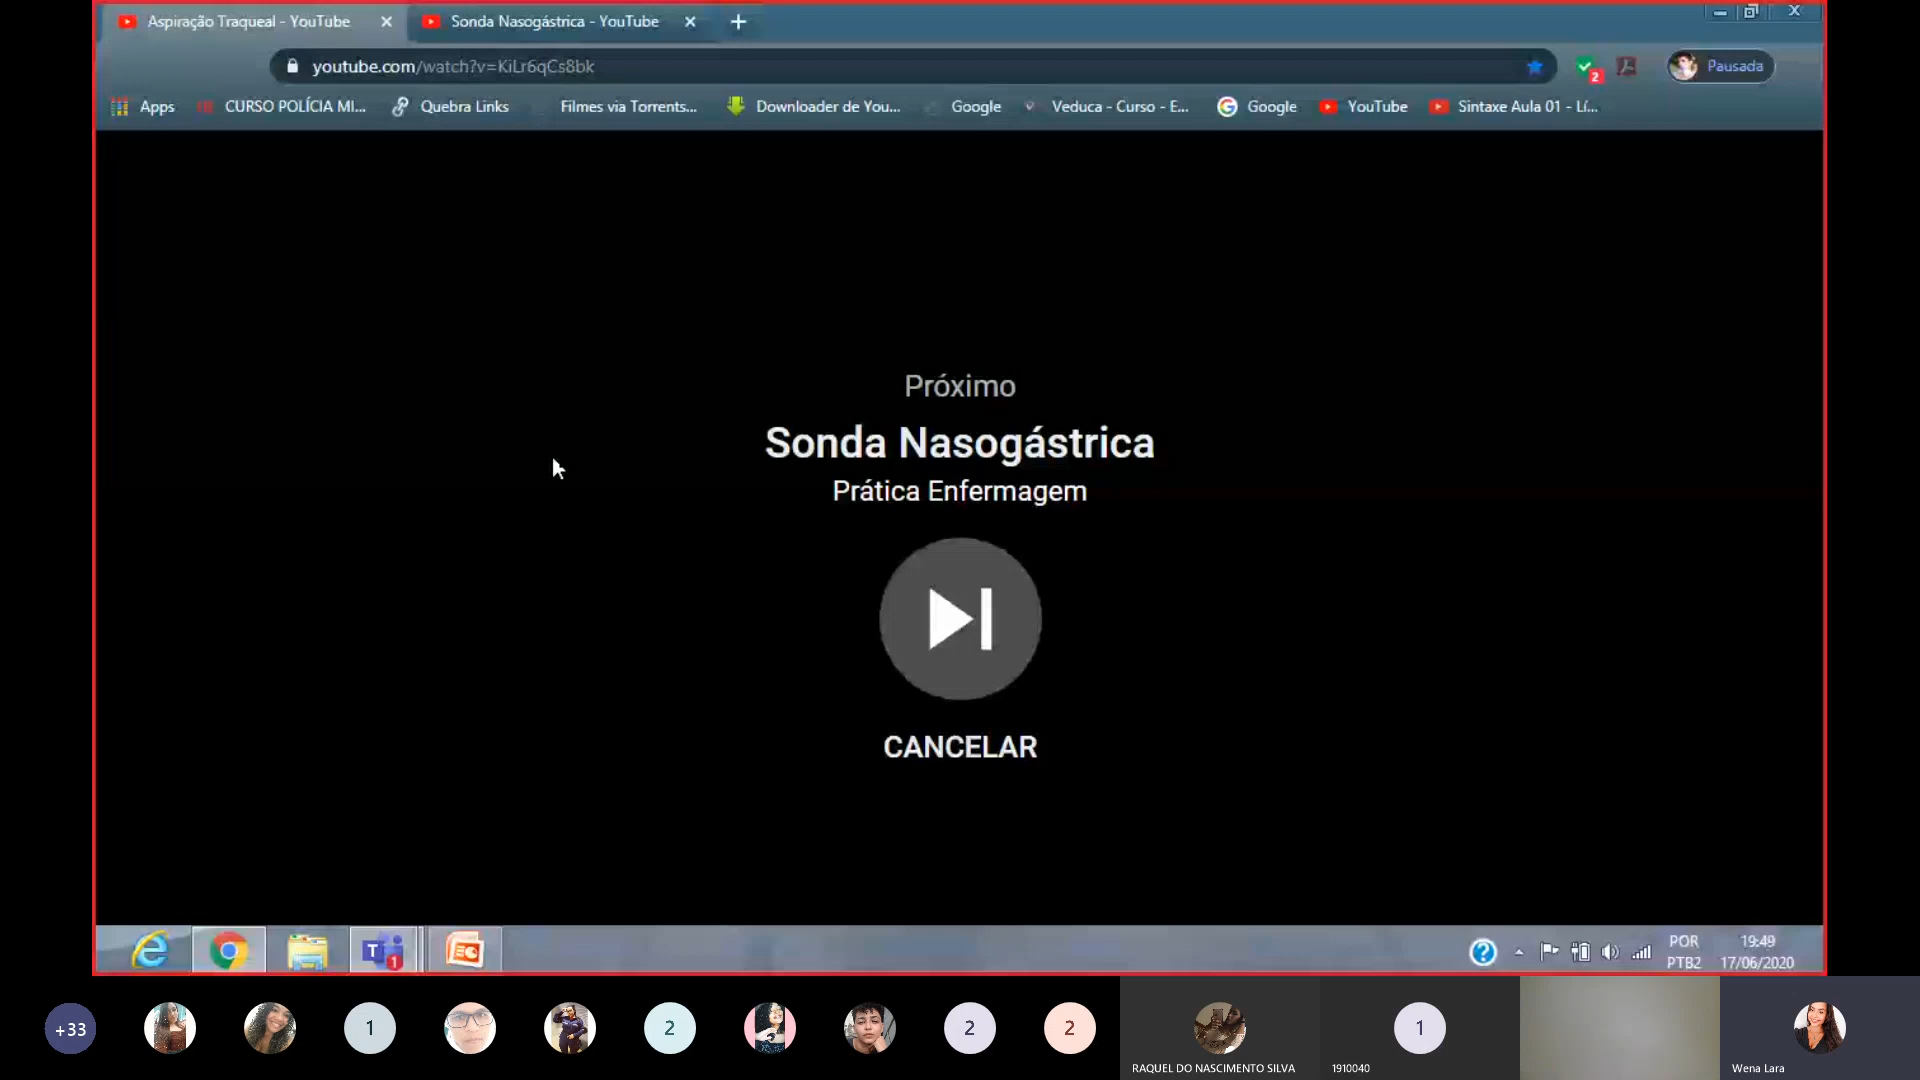 Aspiração Traqueal - YouTube
Sonda Nasogástrica - YouTube
youtube.com/watch?v=KiLr6qCs8bk
2
Pausada
Apps
CURSO POLÍCIA MI...
Quebra Links
Filmes via Torrents...
Downloader de You...
Google
Veduca - Curso - E...
Google
YouTube
Sintaxe Aula 01 - Lí...
Próximo
Sonda Nasogástrica
Prática Enfermagem
CANCELAR
T
1
?
POR
PTB2
19:49
17/06/2020
+33
1
2
2
2
RAQUEL DO NASCIMENTO SILVA
1
1910040
Wena Lara